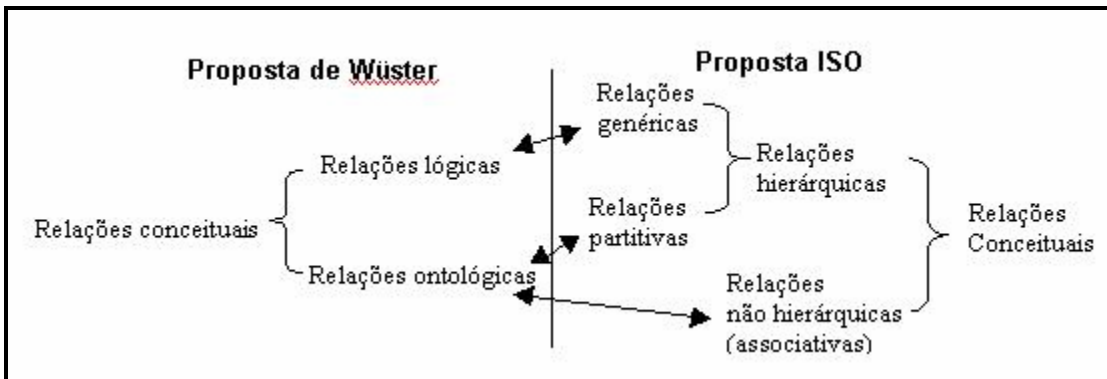 Proposta de Wüster
Relações conceituais
Relações lógicas
Relações ontológicas
Proposta ISO
Relações
genéricas
Relações
partitivas
Relações
hierárquicas
Relações
não hierárquicas
(associativas)
Relações
Conceituais